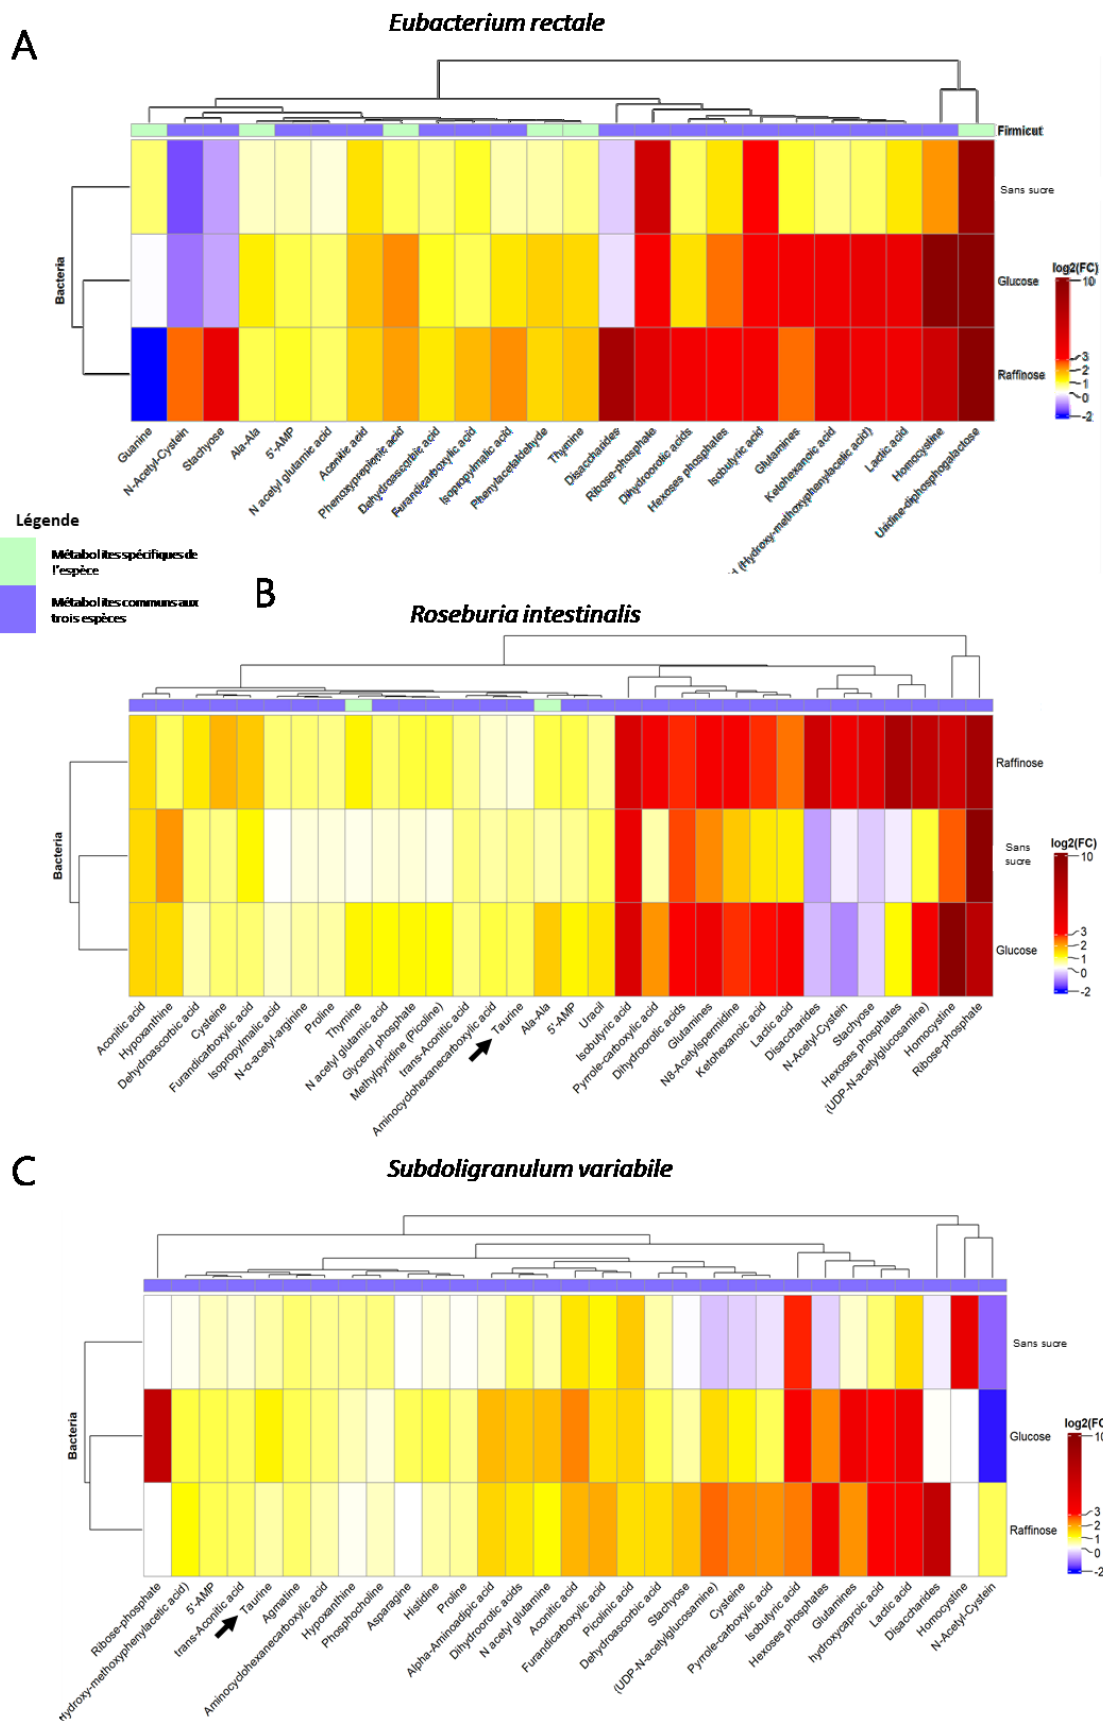 Eubacterium rectale
A
Firmicut
Sans sucre
Glucose
Raffinose
Bacteria
log2(FC)
10
3
2
1
0
-2
Guanine
N-Acetyl-Cystein
Stachyose
Ala-Ala
5'-AMP
N acetyl glutamic acid
Aconitic acid
Phenoxypropionic acid
Dehydroascorbic acid
Furandicarboxylic acid
Isopropylmalic acid
Phenylacetaldehyde
Thymine
Disaccharides
Ribose-phosphate
Dihydroorotic acids
Hexoses phosphates
Isobutyric acid
Glutamines
Ketohexanoic acid
(Hydroxy-methoxyphenylacetic acid)
Lactic acid
Homocystine
Uridine-diphosphogalactose
Légende
Métabolites spécifiques de
l'espèce
Métabolites communs aux
trois espèces
B
Roseburia intestinalis
Raffinose
Sans
sucre
Glucose
Bacteria
log2(FC)
10
3
2
1
0
-2
Aconitic acid
Hypoxanthine
Dehydroascorbic acid
Cysteine
Furandicarboxylic acid
Isopropylmalic acid
N-α-acetyl-arginine
Proline
Thymine
N acetyl glutamic acid
Glycerol phosphate
Methylpyridine (Picoline)
trans-Aconitic acid
Aminocyclohexanecarboxylic acid
Taurine
Ala-Ala
5'-AMP
Uracil
Isobutyric acid
Pyrrole-carboxylic acid
Dihydroorotic acids
Glutamines
N8-Acetylspermidine
Ketohexanoic acid
Lactic acid
Disaccharides
N-Acetyl-Cystein
Stachyose
Hexoses phosphates
(UDP-N-acetylglucosamine)
Homocystine
Ribose-phosphate
C
Subdoligranulum variabile
Sans sucre
Glucose
Raffinose
Bacteria
log2(F
10
3
2
1
0
-2
Ribose-phosphate
Hydroxy-methoxyphenylacetic acid)
5'-AMP
trans-Aconitic acid
Taurine
Agmatine
Aminocyclohexanecarboxylic acid
Hypoxanthine
Phosphocholine
Asparagine
Histidine
Proline
Alpha-Aminoadipic acid
Dihydroorotic acids
N acetyl glutamine
Aconitic acid
Furandicarboxylic acid
Picolinic acid
Dehydroascorbic acid
Stachyose
(UDP-N-acetylglucosamine)
Cysteine
Pyrrole-carboxylic acid
Isobutyric acid
Hexoses phosphates
Glutamines
hydroxycaproic acid
Lactic acid
Disaccharides
Homocystine
N-Acetyl-Cystein